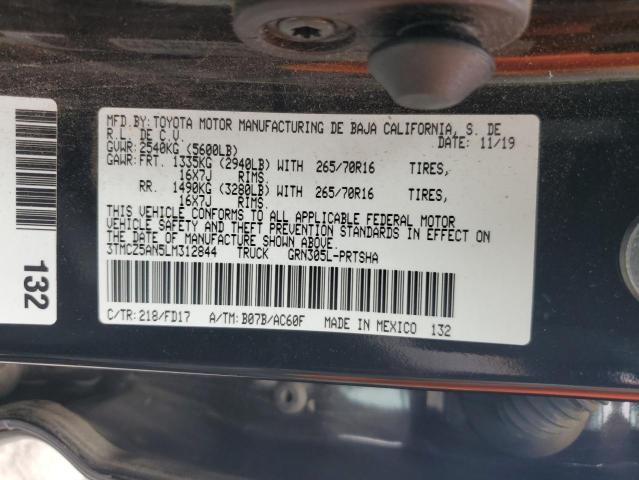 MFD.BY:TOYOTA MOTOR MANUFACTURING DE BAJA CALIFORNIA, S. DE
R.L. DE C.V. DATE: 11/19
GVWR:2540KG (5600LB)
GAWR:FRT. 1335KG (2940LB) WITH 265/70R16 TIRES,
16X7J RIMS.
RR. 1490KG (3280LB) WITH 265/70R16 TIRES,
16X7J RIMS.
THIS VEHICLE CONFORMS TO ALL APPLICABLE FEDERAL MOTOR
VEHICLE SAFETY AND THEFT PREVENTION STANDARDS IN EFFECT ON
THE DATE OF MANUFACTURE SHOWN ABOVE.
3TMCZ5AN5LM312844 TRUCK GRN305L-PRTSHA
C/TR:218/FD17 A/TM:B07B/AC60F MADE IN MEXICO 132
132